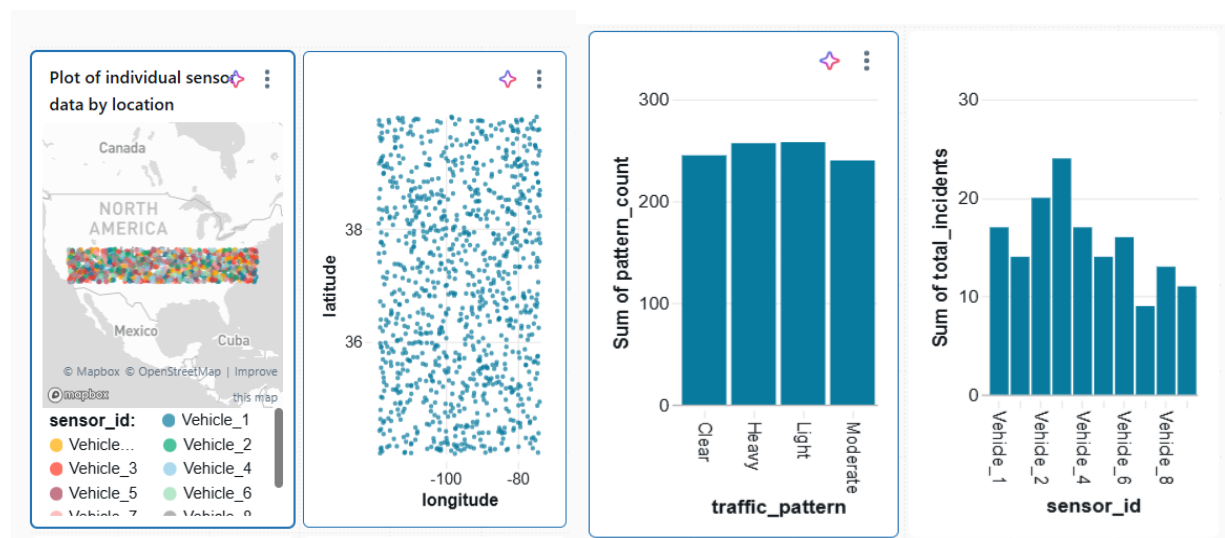 Plot of individual sensor
data by location
Canada
NORTH
AMERICA
Mexico
Cuba
© Mapbox © OpenStreetMap | Improve
this map
mapbox
sensor_id:
Vehicle_1
Vehicle...
Vehicle_2
Vehicle_3
Vehicle_4
Vehicle_5
Vehicle_6
latitude
38
36
-100
-80
longitude
Sum of pattern_count
300
200
100
0
Clear
Heavy
Light
Moderate
traffic_pattern
Sum of total_incidents
30
20
10
0
Vehicle_1
Vehicle_2
Vehicle_4
Vehicle_6
Vehicle_8
sensor_id